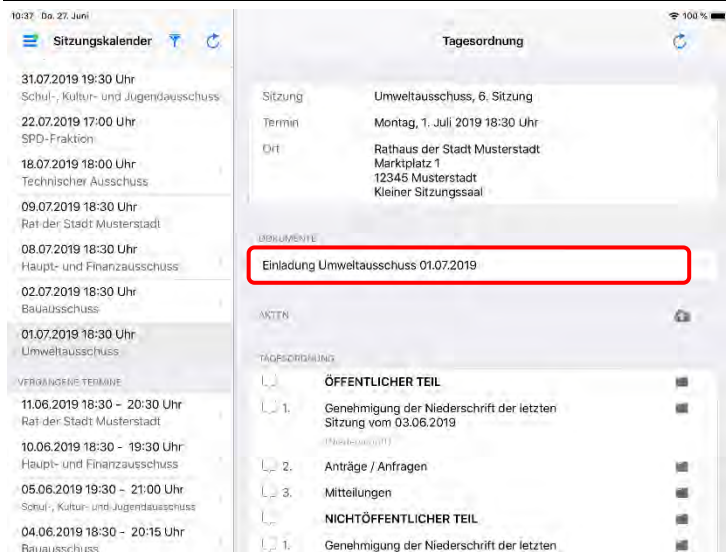 10:37 Do. 27. Juni
100 %
Sitzungskalender
31.07.2019 19:30 Uhr
Schul-, Kultur- und Jugendausschuss
22.07.2019 17:00 Uhr
SPD-Fraktion
18.07.2019 18:00 Uhr
Technischer Ausschuss
09.07.2019 18:30 Uhr
Rat der Stadt Musterstadt
08.07.2019 18:30 Uhr
Haupt- und Finanzausschuss
02.07.2019 18:30 Uhr
Bauausschuss
01.07.2019 18:30 Uhr
Umweltausschuss
VERGANGENE TERMINE
11.06.2019 18:30 - 20:30 Uhr
Rat der Stadt Musterstadt
10.06.2019 18:30 - 19:30 Uhr
Haupt- und Finanzausschuss
05.06.2019 19:30 - 21:00 Uhr
Schul-, Kultur- und Jugendausschuss
04.06.2019 18:30 - 20:15 Uhr
Bauausschuss
Tagesordnung
Sitzung Umweltausschuss, 6. Sitzung
Termin Montag, 1. Juli 2019 18:30 Uhr
Ort Rathaus der Stadt Musterstadt
Marktplatz 1
12345 Musterstadt
Kleiner Sitzungssaal
DOKUMENTE
Einladung Umweltausschuss 01.07.2019
AKTEN
TAGESORDNUNG
ÖFFENTLICHER TEIL
1. Genehmigung der Niederschrift der letzten
Sitzung vom 03.06.2019
2. Anträge / Anfragen
3. Mitteilungen
NICHTÖFFENTLICHER TEIL
1. Genehmigung der Niederschrift der letzten